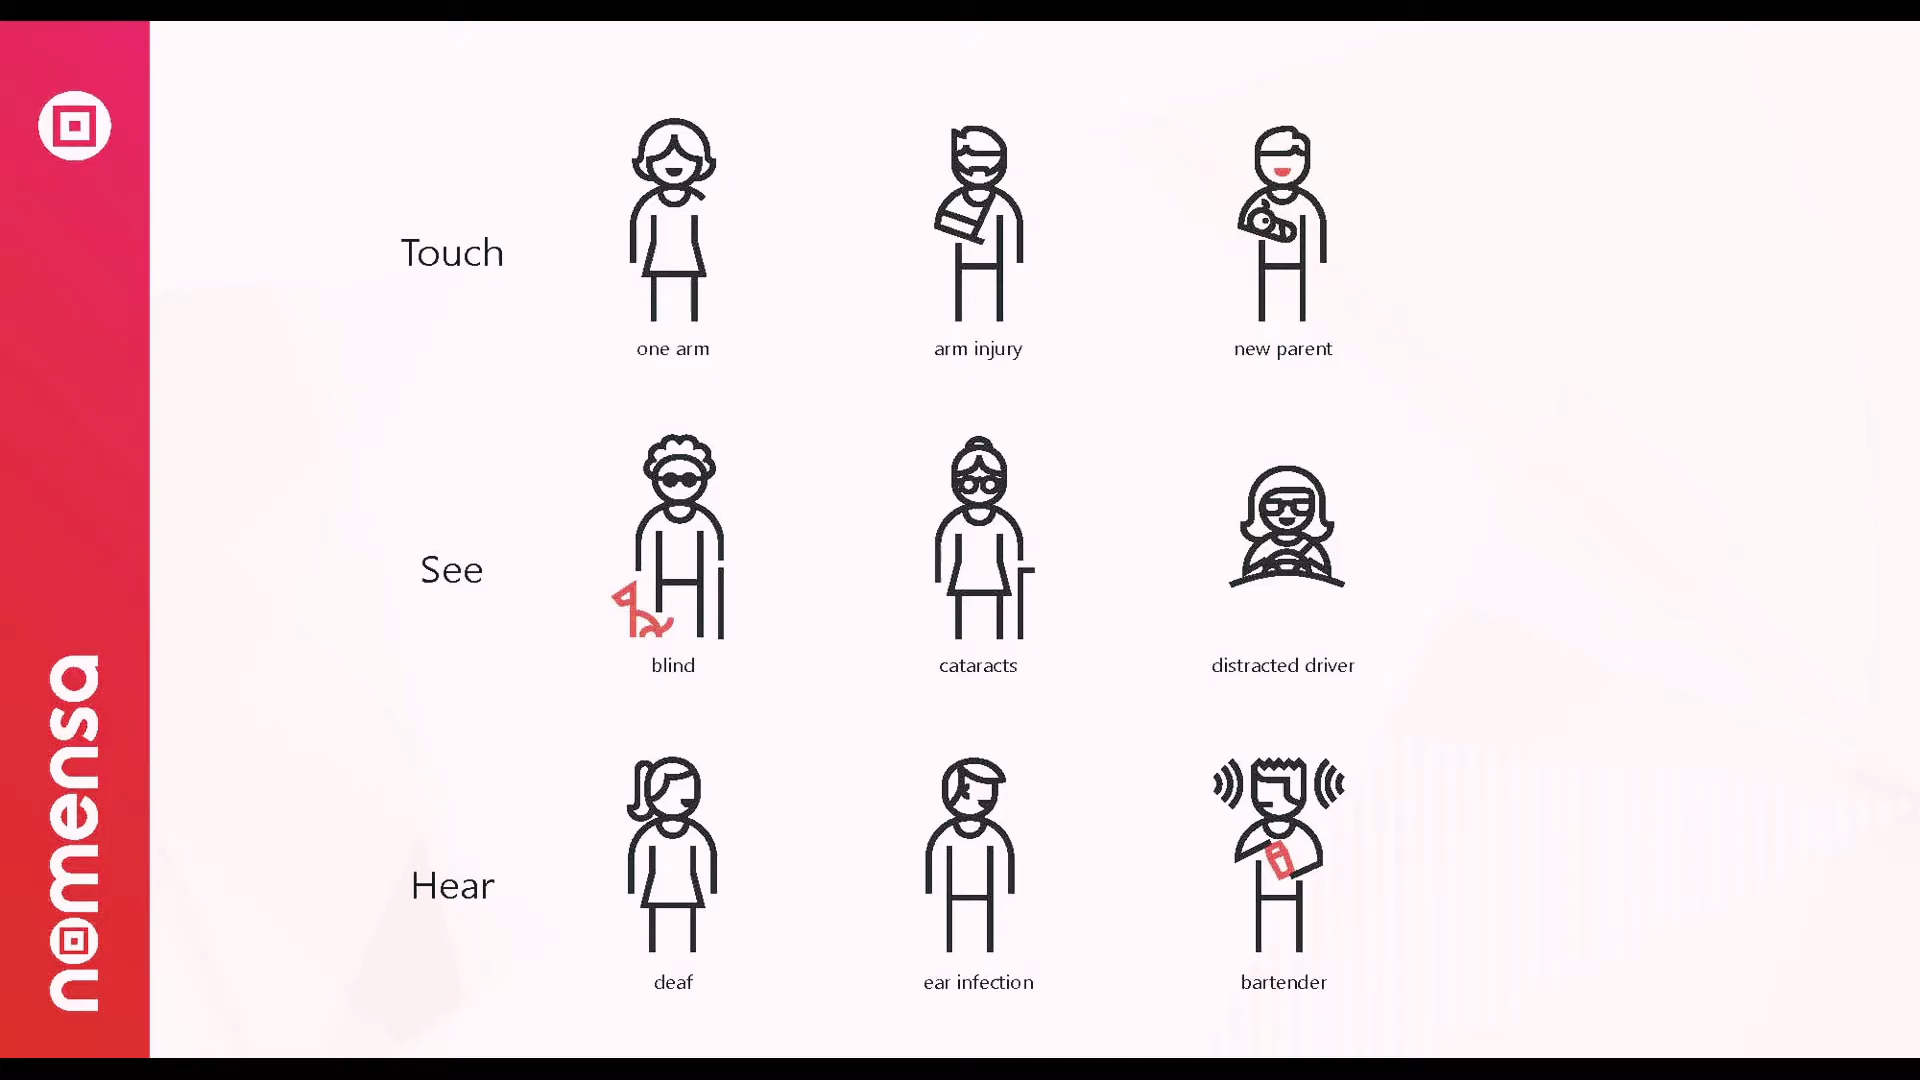 nomensa
Touch
one arm
arm injury
new parent
See
blind
cataracts
distracted driver
Hear
deaf
ear infection
bartender